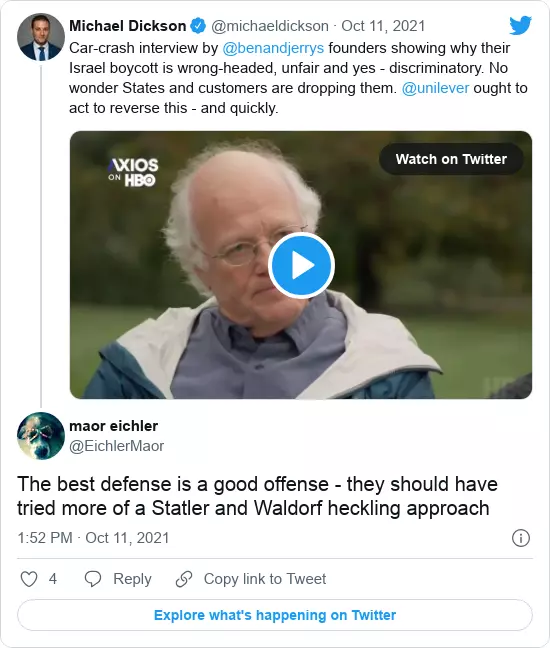 Michael Dickson @michaeldickson · Oct 11, 2021
Car-crash interview by @benandjerrys founders showing why their
Israel boycott is wrong-headed, unfair and yes - discriminatory. No
wonder States and customers are dropping them. @unilever ought to
act to reverse this - and quickly.
AXIOS
ON HBO
Watch on Twitter
HBO
maor eichler
@EichlerMaor
The best defense is a good offense - they should have
tried more of a Statler and Waldorf heckling approach
1:52 PM · Oct 11, 2021
4 Reply Copy link to Tweet
Explore what's happening on Twitter